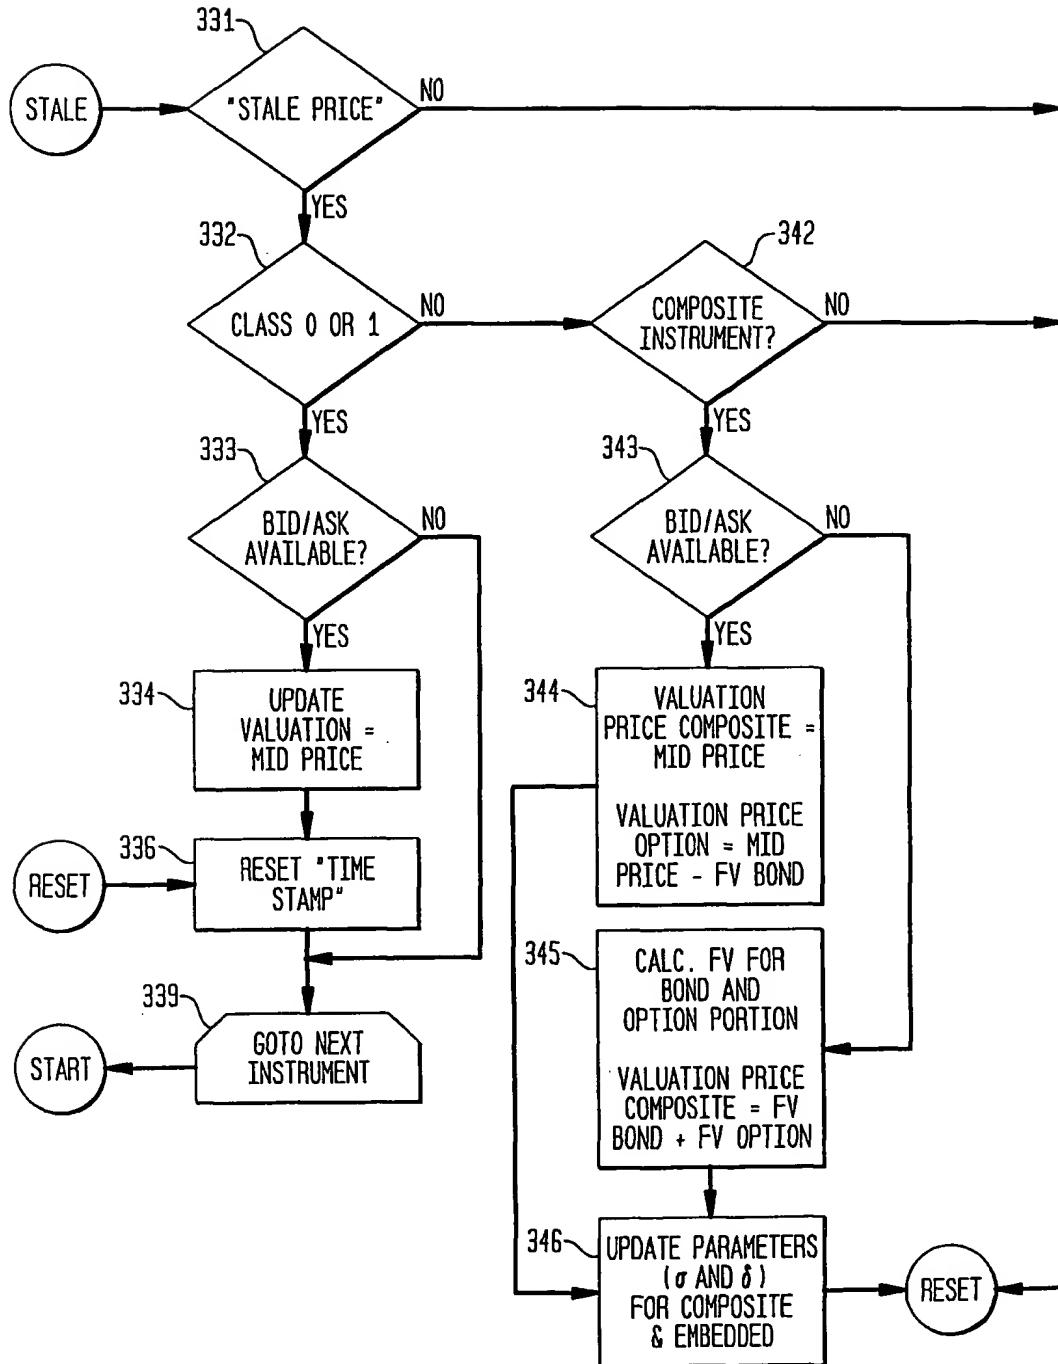 331
STALE
"STALE PRICE"
NO
YES
332
CLASS 0 OR 1
NO
342
COMPOSITE
INSTRUMENT?
NO
YES
YES
333
BID/ASK
AVAILABLE?
NO
343
BID/ASK
AVAILABLE?
NO
YES
YES
334
UPDATE
VALUATION =
MID PRICE
344
VALUATION
PRICE COMPOSITE =
MID PRICE
VALUATION PRICE
OPTION = MID
PRICE - FV BOND
336
RESET
RESET "TIME
STAMP"
345
CALC. FV FOR
BOND AND
OPTION PORTION
VALUATION PRICE
COMPOSITE = FV
BOND + FV OPTION
339
START
GOTO NEXT
INSTRUMENT
346
UPDATE PARAMETERS
(σ AND δ)
FOR COMPOSITE
& EMBEDDED
RESET